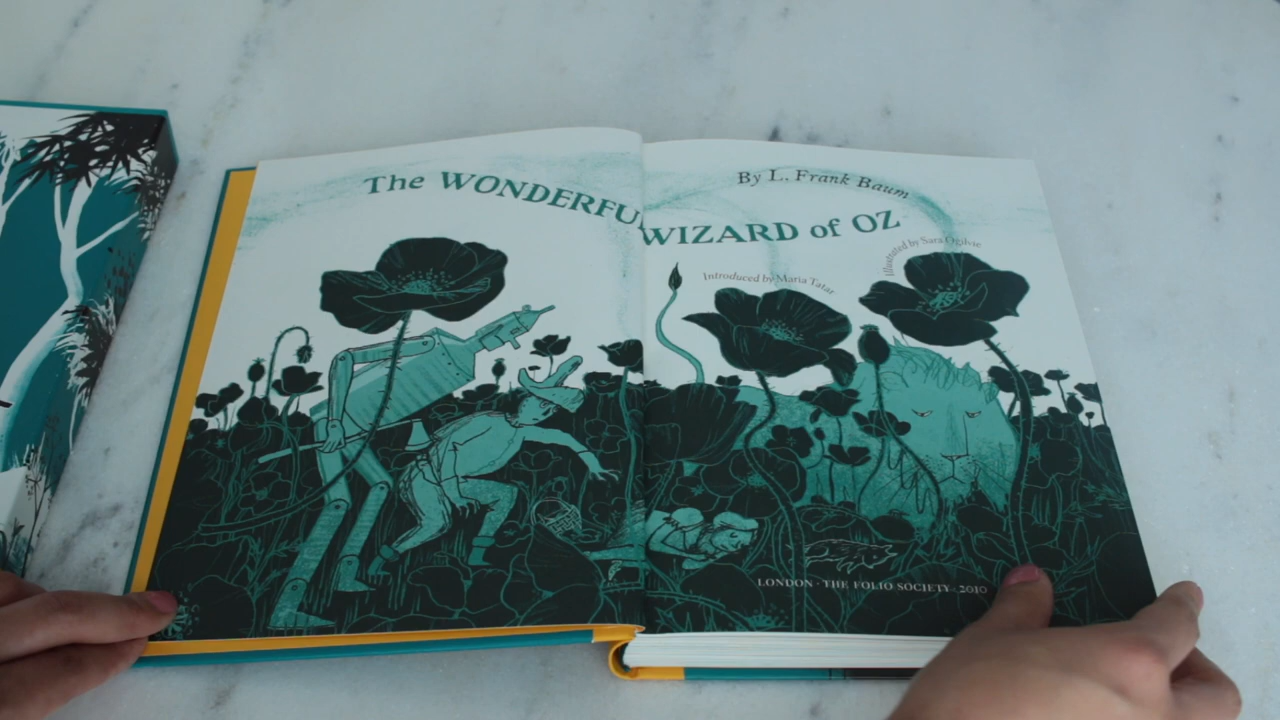 The WONDERFUL WIZARD of OZ
By L. Frank Baum
Introduced by Maria Tatar
Illustrated by Sara Ogilvie
LONDON · THE FOLIO SOCIETY · 2010